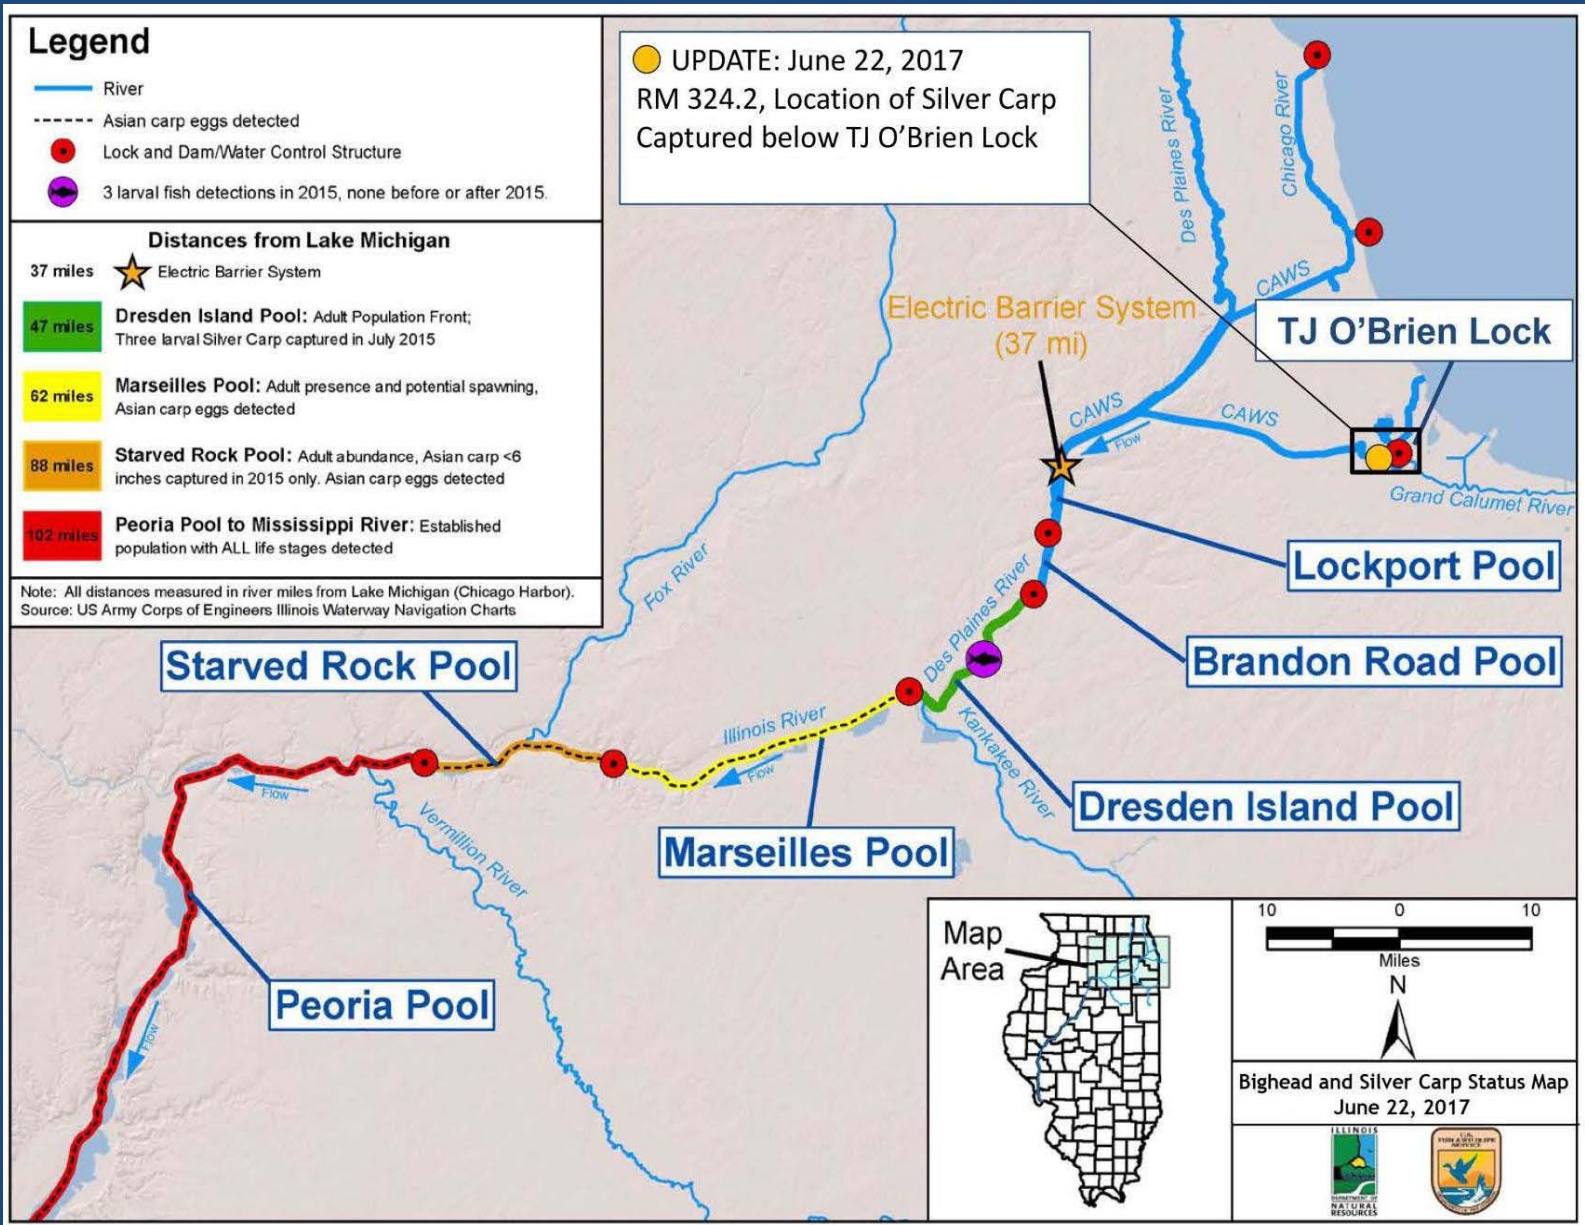 Legend
River
Asian carp eggs detected
Lock and Dam/Water Control Structure
3 larval fish detections in 2015, none before or after 2015.
Distances from Lake Michigan
37 miles Electric Barrier System
47 miles
Dresden Island Pool: Adult Population Front;
Three larval Silver Carp captured in July 2015
62 miles
Marseilles Pool: Adult presence and potential spawning,
Asian carp eggs detected
88 miles
Starved Rock Pool: Adult abundance, Asian carp <6
inches captured in 2015 only. Asian carp eggs detected
102 miles
Peoria Pool to Mississippi River: Established
population with ALL life stages detected
Note: All distances measured in river miles from Lake Michigan (Chicago Harbor).
Source: US Army Corps of Engineers Illinois Waterway Navigation Charts
UPDATE: June 22, 2017
RM 324.2, Location of Silver Carp
Captured below TJ O'Brien Lock
Des Plaines River
Chicago River
CAWS
Electric Barrier System
(37 mi)
TJ O'Brien Lock
CAWS
CAWS
Flow
Grand Calumet River
Lockport Pool
Fox River
Des Plaines River
Brandon Road Pool
Starved Rock Pool
Illinois River
Flow
Kankakee River
Dresden Island Pool
Flow
Vermillion River
Marseilles Pool
Peoria Pool
Flow
Map
Area
10 0 10
Miles
N
Bighead and Silver Carp Status Map
June 22, 2017
ILLINOIS
DEPARTMENT OF
NATURAL
RESOURCES
U.S.
FISH & WILDLIFE
SERVICE